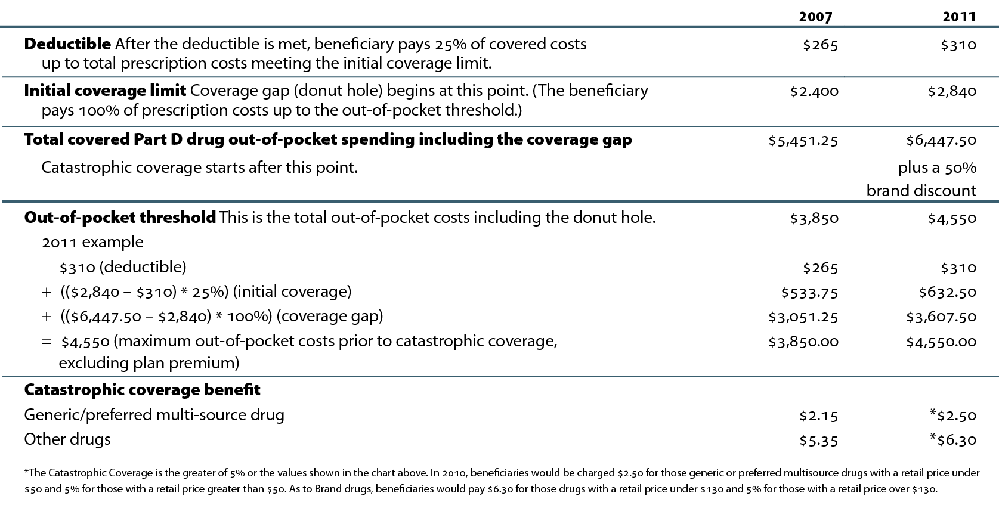 2007 2011
Deductible After the deductible is met, beneficiary pays 25% of covered costs $265 $310
up to total prescription costs meeting the initial coverage limit.
Initial coverage limit Coverage gap (donut hole) begins at this point. (The beneficiary $2.400 $2,840
pays 100% of prescription costs up to the out-of-pocket threshold.)
Total covered Part D drug out-of-pocket spending including the coverage gap $5,451.25 $6,447.50
Catastrophic coverage starts after this point. plus a 50%
brand discount
Out-of-pocket threshold This is the total out-of-pocket costs including the donut hole. $3,850 $4,550
2011 example
$310 (deductible) $265 $310
+ (($2,840 – $310) * 25%) (initial coverage) $533.75 $632.50
+ (($6,447.50 – $2,840) * 100%) (coverage gap) $3,051.25 $3,607.50
= $4,550 (maximum out-of-pocket costs prior to catastrophic coverage, $3,850.00 $4,550.00
excluding plan premium)
Catastrophic coverage benefit
Generic/preferred multi-source drug $2.15 *$2.50
Other drugs $5.35 *$6.30
*The Catastrophic Coverage is the greater of 5% or the values shown in the chart above. In 2010, beneficiaries would be charged $2.50 for those generic or preferred multisource drugs with a retail price under
$50 and 5% for those with a retail price greater than $50. As to Brand drugs, beneficiaries would pay $6.30 for those drugs with a retail price under $130 and 5% for those with a retail price over $130.